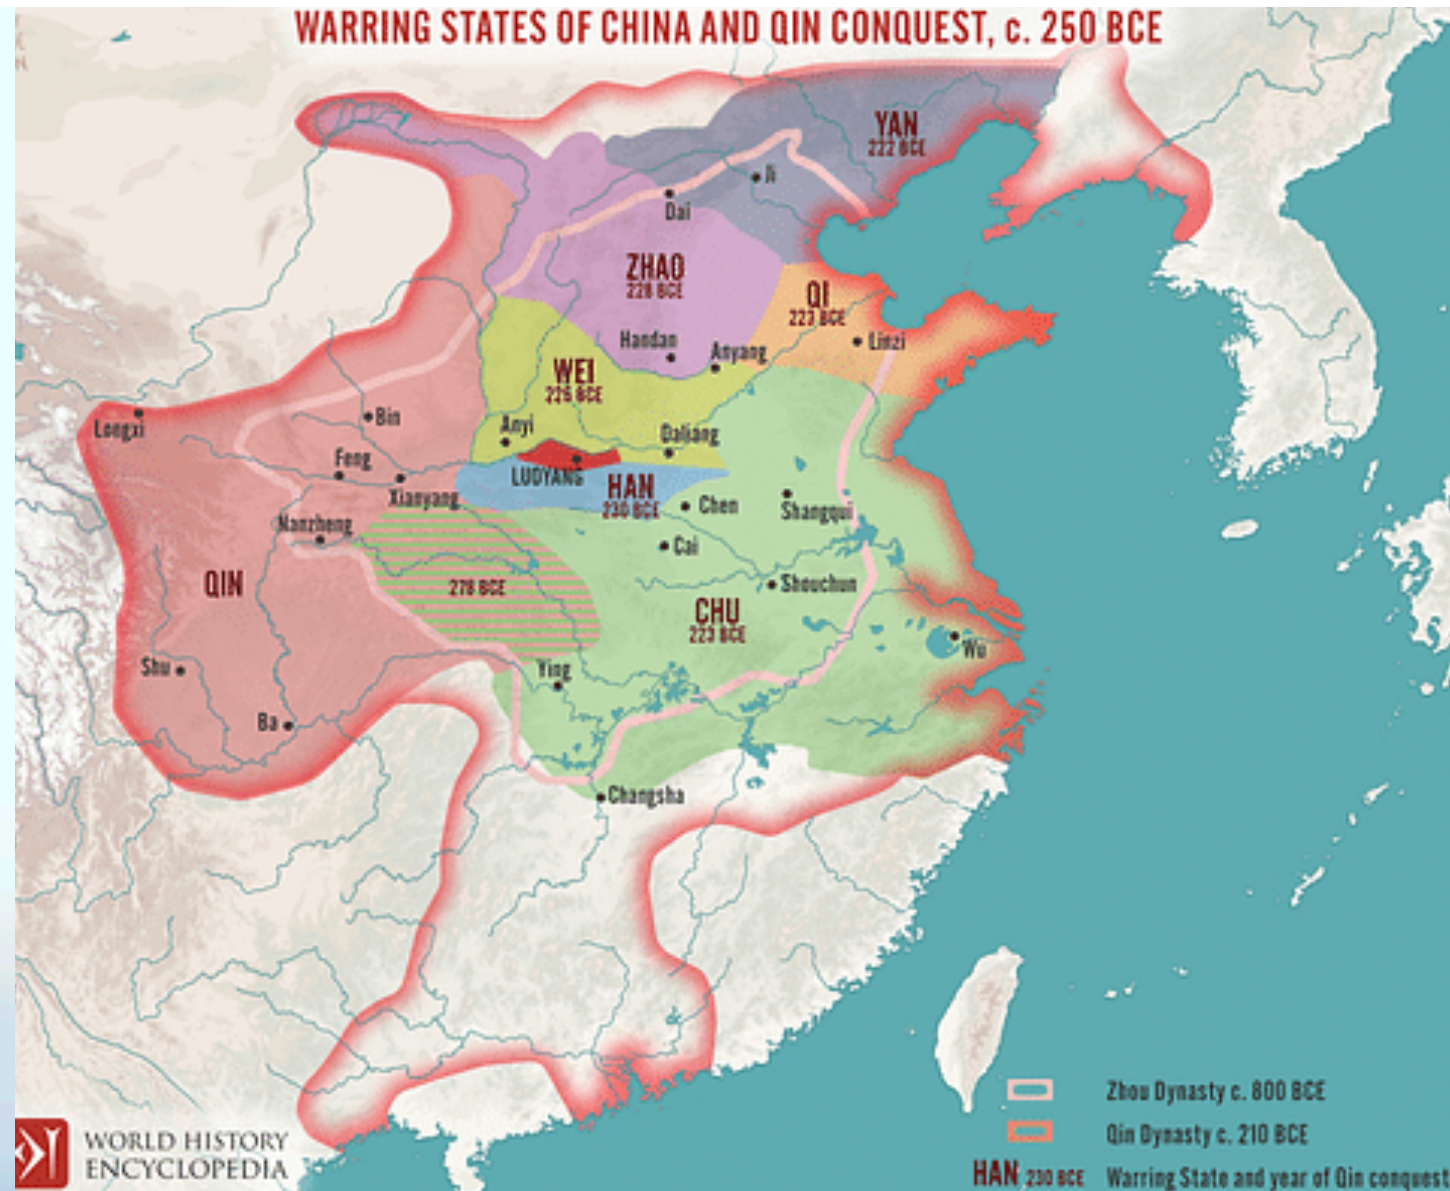 WARRING STATES OF CHINA AND QIN CONQUEST, c. 250 BCE
YAN
222 BCE
Ji
Dai
ZHAO
228 BCE
QI
223 BCE
Handan
Anyang
Linzi
WEI
225 BCE
Longxi
Bin
Anyi
Daliang
Feng
LUOYANG
HAN
230 BCE
Xianyang
Chen
Shangqui
Nanzheng
Cai
QIN
278 BCE
Shouchun
CHU
223 BCE
Wu
Shu
Ying
Ba
Changsha
Zhou Dynasty c. 800 BCE
Qin Dynasty c. 210 BCE
HAN 230 BCE Warring State and year of Qin conquest
WORLD HISTORY
ENCYCLOPEDIA